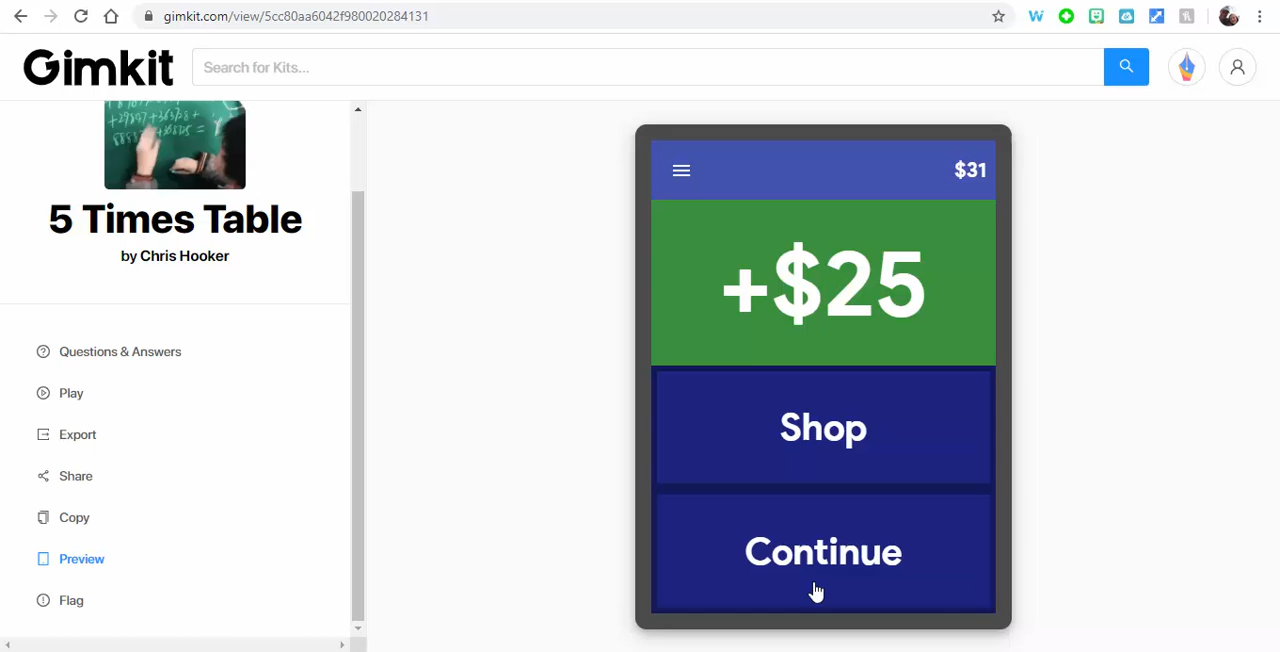 gimkit.com/view/5cc80aa6042f980020284131
Gimkit
Search for Kits...
5 Times Table
by Chris Hooker
Questions & Answers
Play
Export
Share
Copy
Preview
Flag
$31
+$25
Shop
Continue